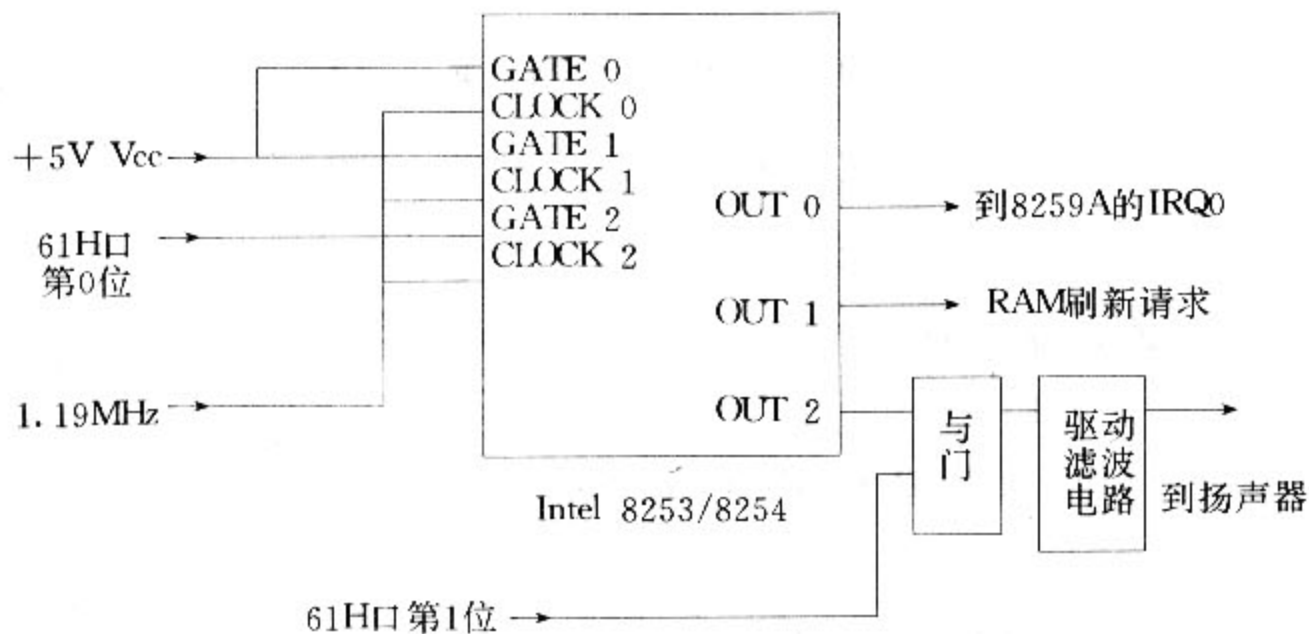 GATE 0
CLOCK 0
+5V Vcc
GATE 1
CLOCK 1
GATE 2
61H口
第0位
CLOCK 2
OUT 0
到8259A的IRQ0
OUT 1
RAM刷新请求
1.19MHz
OUT 2
与门
驱动
滤波
电路
到扬声器
Intel 8253/8254
61H口第1位